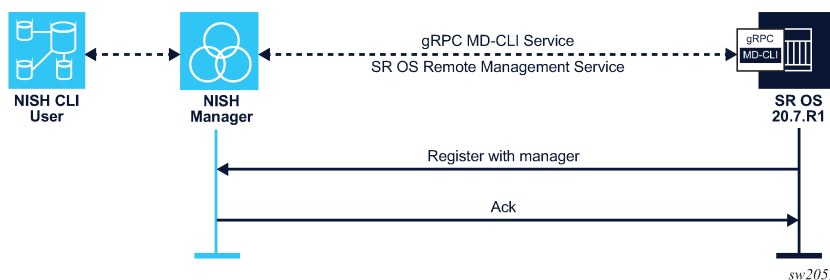 gRPC MD-CLI Service
SR OS Remote Management Service
gRPC
MD-CLI
NISH CLI
User
NISH
Manager
SR OS
20.7.R1
Register with manager
Ack
sw205